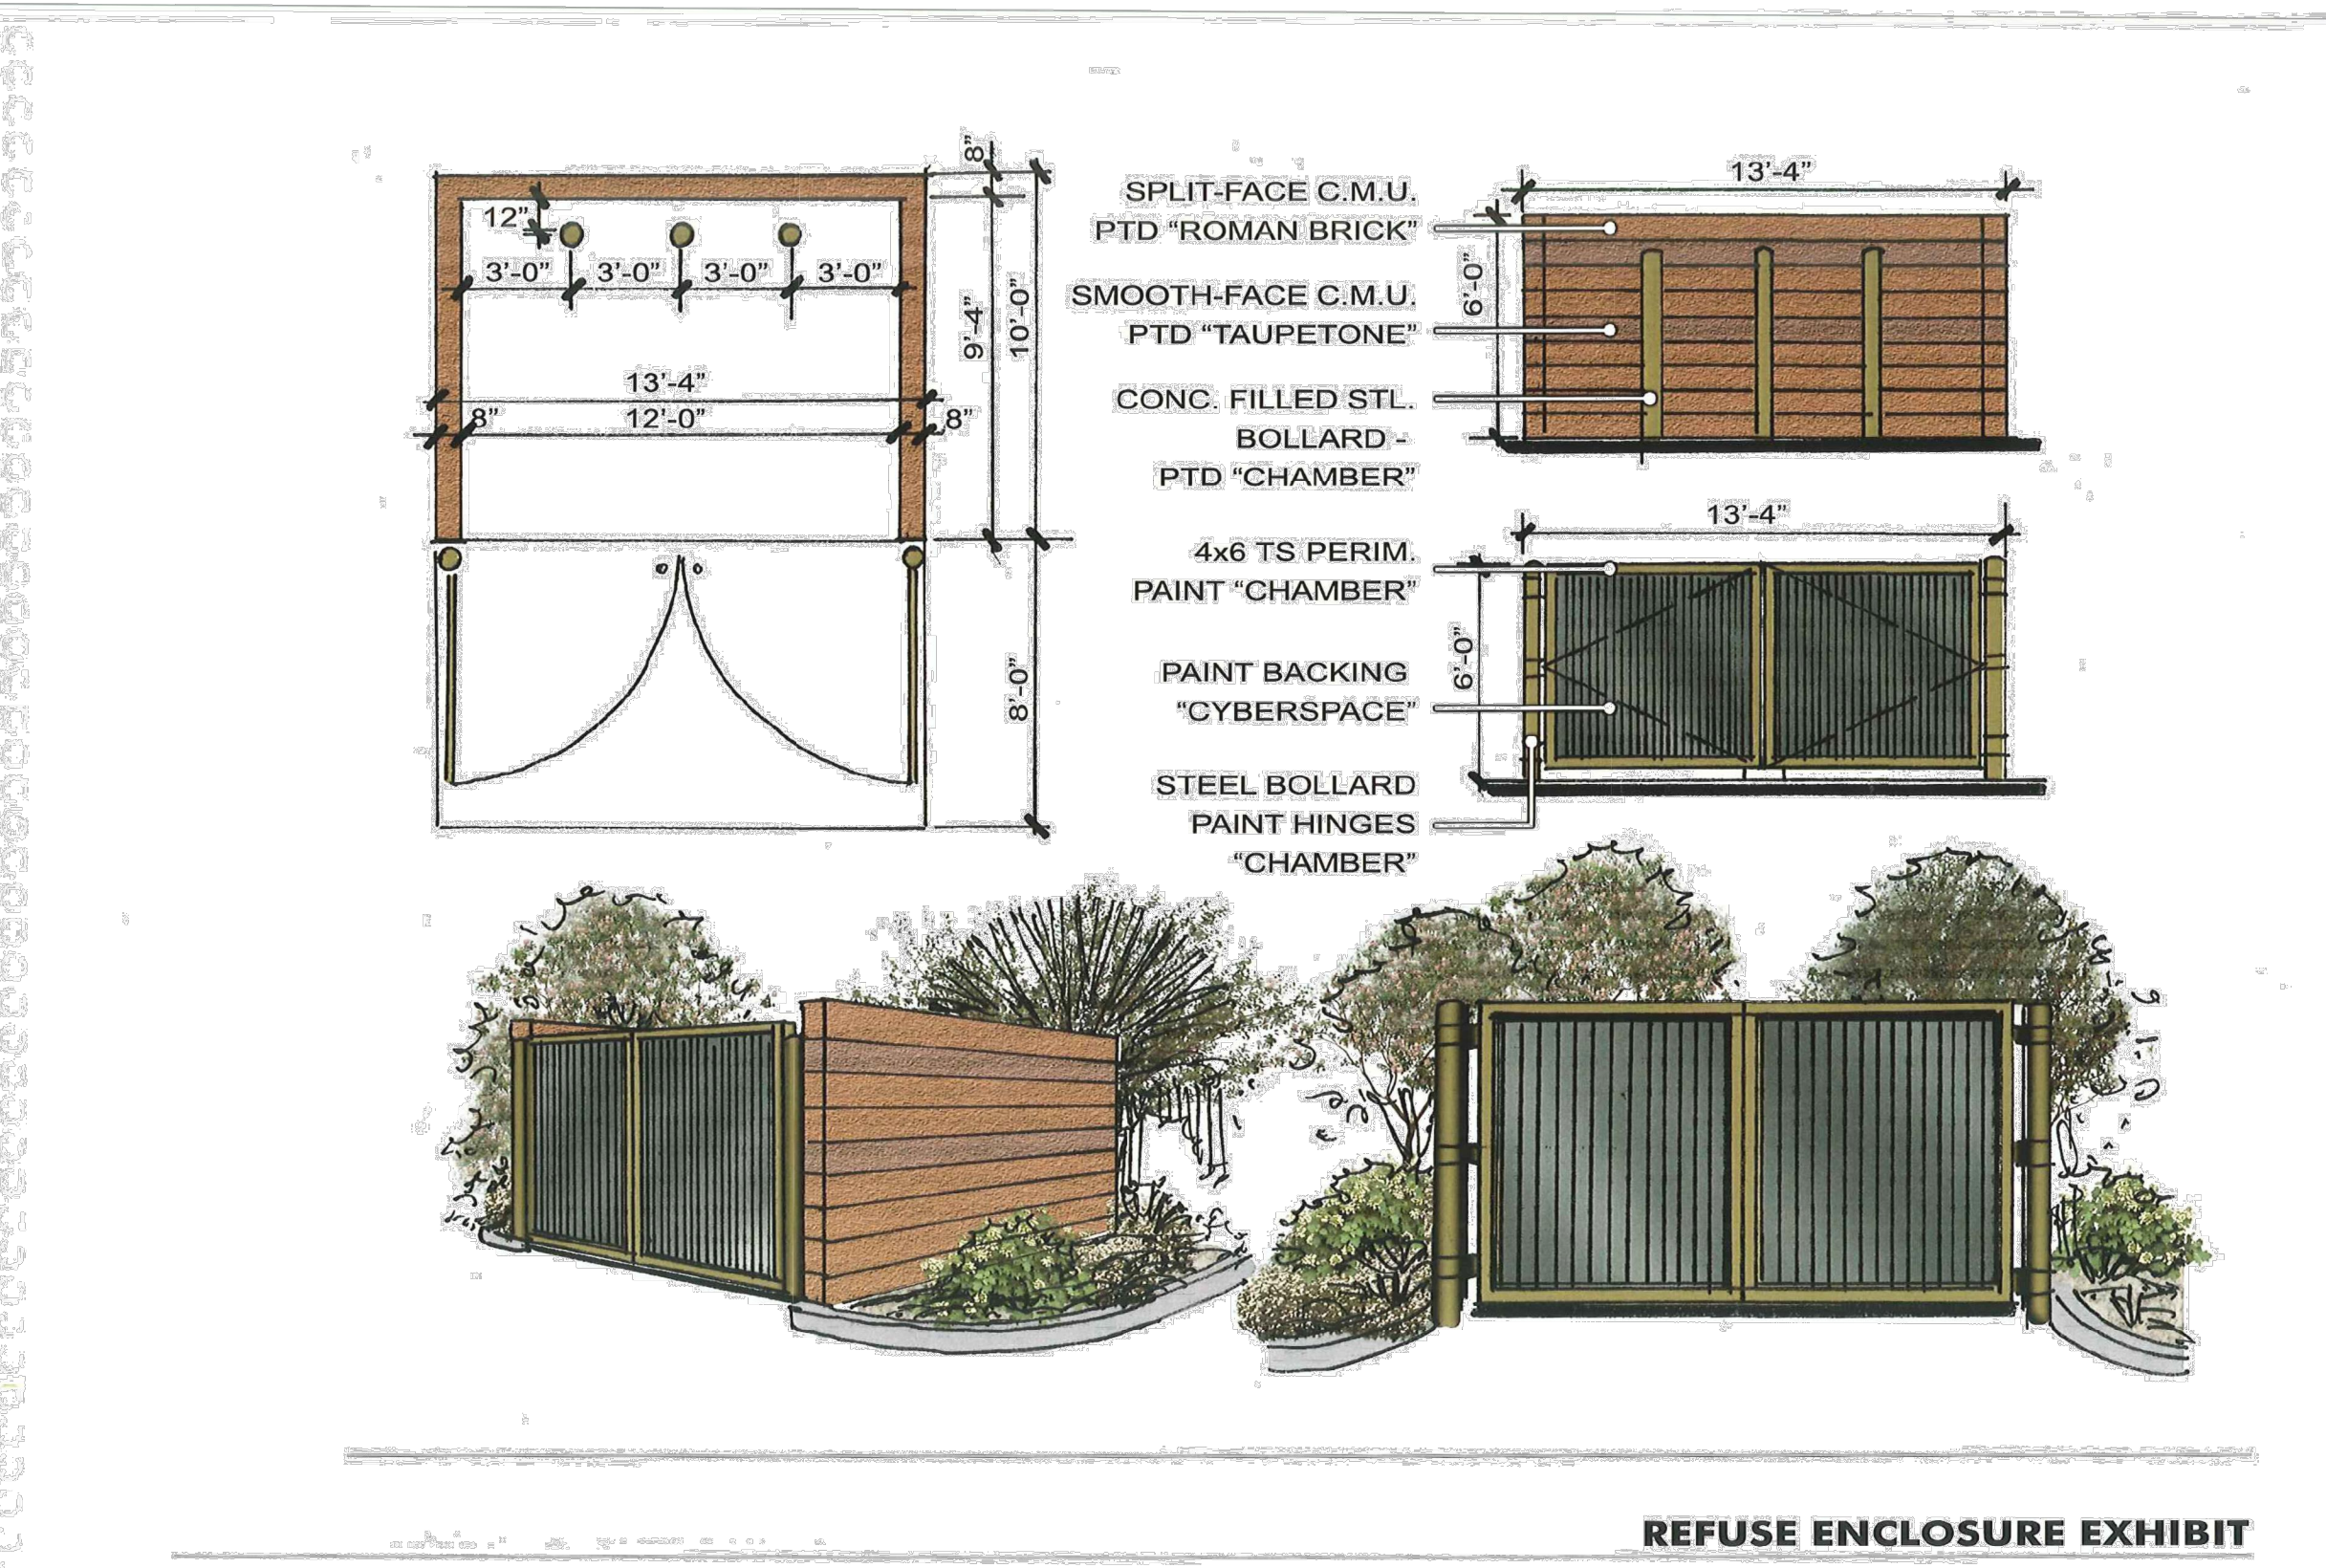 8”
12”
3’-0” 3’-0” 3’-0” 3’-0”
9’-4”
10’-0”
13’-4”
8” 12’-0” 8”
8’-0”
SPLIT-FACE C.M.U.
PTD “ROMAN BRICK”
SMOOTH-FACE C.M.U.
PTD “TAUPETONE”
CONC. FILLED STL.
BOLLARD -
PTD “CHAMBER”
4x6 TS PERIM.
PAINT “CHAMBER”
PAINT BACKING
“CYBERSPACE”
STEEL BOLLARD
PAINT HINGES
“CHAMBER”
13’-4”
6’-0”
13’-4”
6’-0”
REFUSE ENCLOSURE EXHIBIT